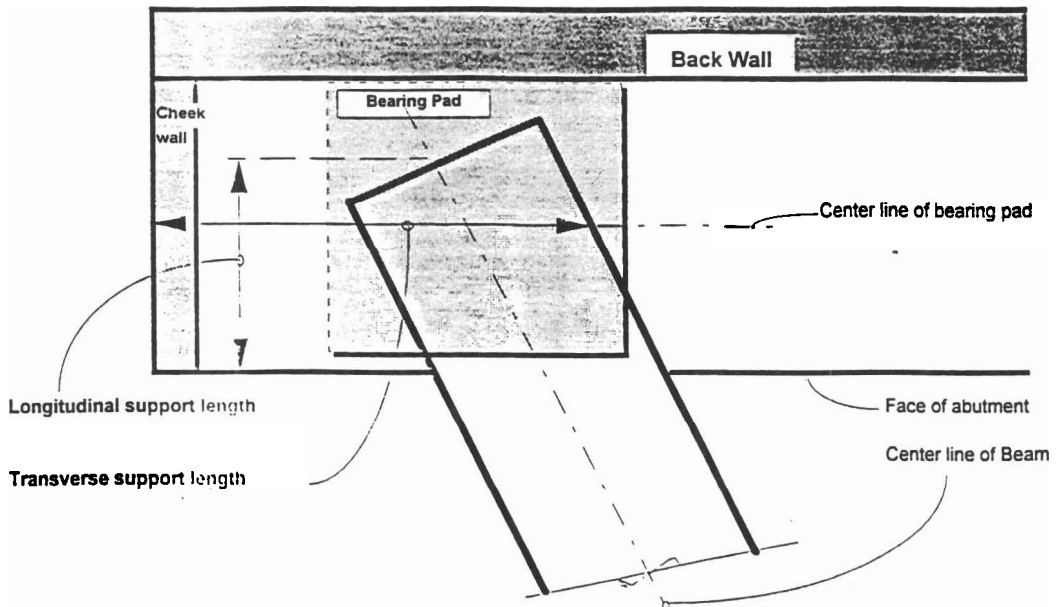 Back Wall
Bearing Pad
Cheek
wall
Center line of bearing pad
Longitudinal support length
Face of abutment
Center line of Beam
Transverse support length